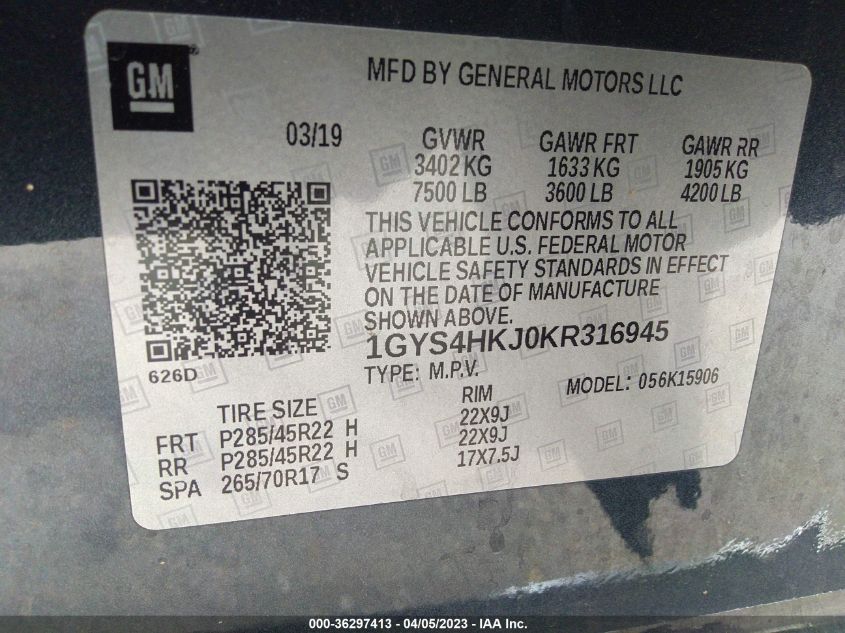 GM
MFD BY GENERAL MOTORS LLC
03/19
GVWR GAWR FRT GAWR RR
3402 KG 1633 KG 1905 KG
7500 LB 3600 LB 4200 LB
THIS VEHICLE CONFORMS TO ALL
APPLICABLE U.S. FEDERAL MOTOR
VEHICLE SAFETY STANDARDS IN EFFECT
ON THE DATE OF MANUFACTURE
SHOWN ABOVE.
1GYS4HKJ0KR316945
626D
TYPE: M.P.V. MODEL: 056K15906
TIRE SIZE RIM
FRT P285/45R22 H 22X9J
RR P285/45R22 H 22X9J
SPA 265/70R17 S 17X7.5J
000-36297413 - 04/05/2023 - IAA Inc.